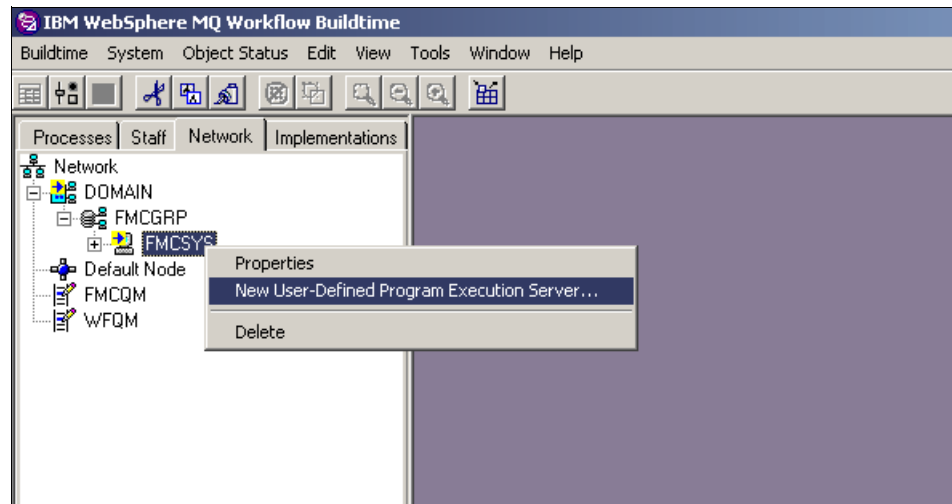 IBM WebSphere MQ Workflow Buildtime
Buildtime System Object Status Edit View Tools Window Help
Processes Staff Network Implementations
Network
DOMAIN
FMCGRP
FMCSYS
Default Node
FMCQM
WFQM
Properties
New User-Defined Program Execution Server...
Delete